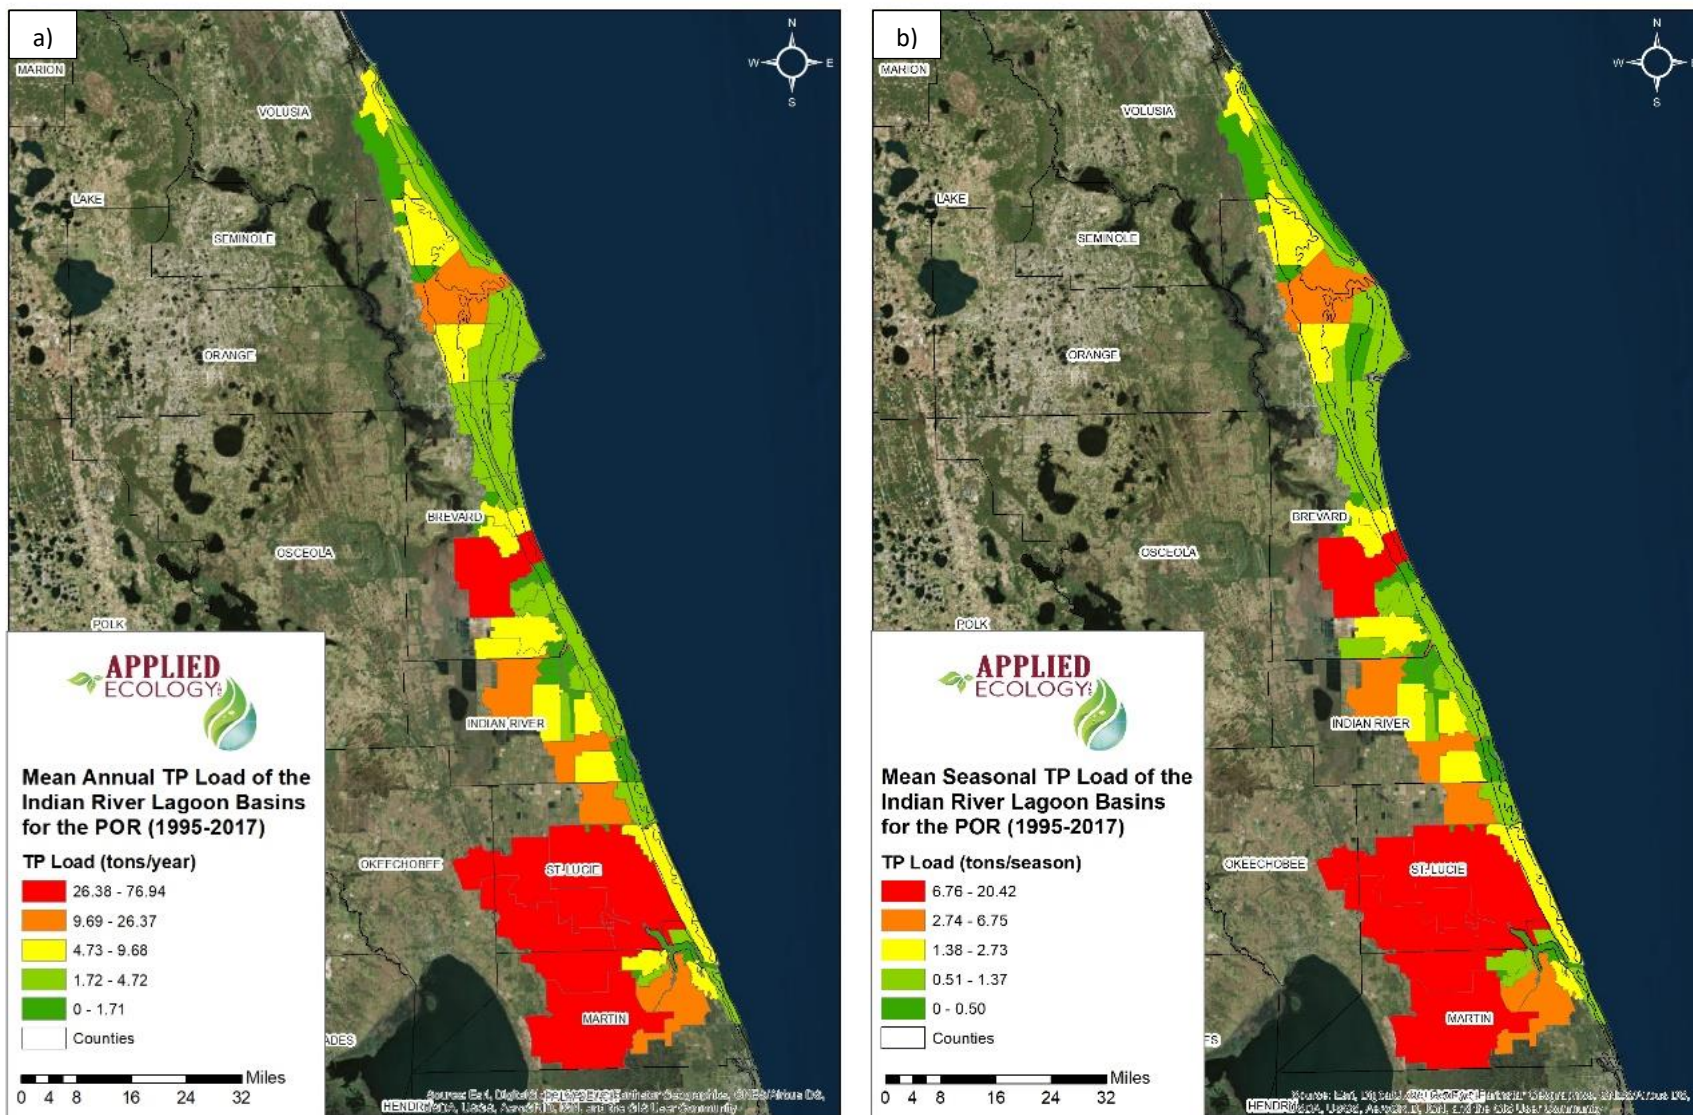 a)
N
W
E
S
MARION
VOLUSIA
LAKE
SEMINOLE
ORANGE
BREVARD
OSCEOLA
POLK
INDIAN RIVER
OKEECHOBEE
ST. LUCIE
MARTIN
ADES
APPLIED
ECOLOGY
Mean Annual TP Load of the
Indian River Lagoon Basins
for the POR (1995-2017)
TP Load (tons/year)
26.38 - 76.94
9.69 - 26.37
4.73 - 9.68
1.72 - 4.72
0 - 1.71
Counties
Miles
0 4 8 16 24 32
b)
N
W
S
MARION
VOLUSIA
LAKE
SEMINOLE
ORANGE
BREVARD
OSCEOLA
POLK
INDIAN RIVER
OKEECHOBEE
ST. LUCIE
MARTIN
APPLIED
ECOLOGY
Mean Seasonal TP Load of the
Indian River Lagoon Basins
for the POR (1995-2017)
TP Load (tons/season)
6.76 - 20.42
2.74 - 6.75
1.38 - 2.73
0.51 - 1.37
0 - 0.50
Counties
Miles
0 4 8 16 24 32